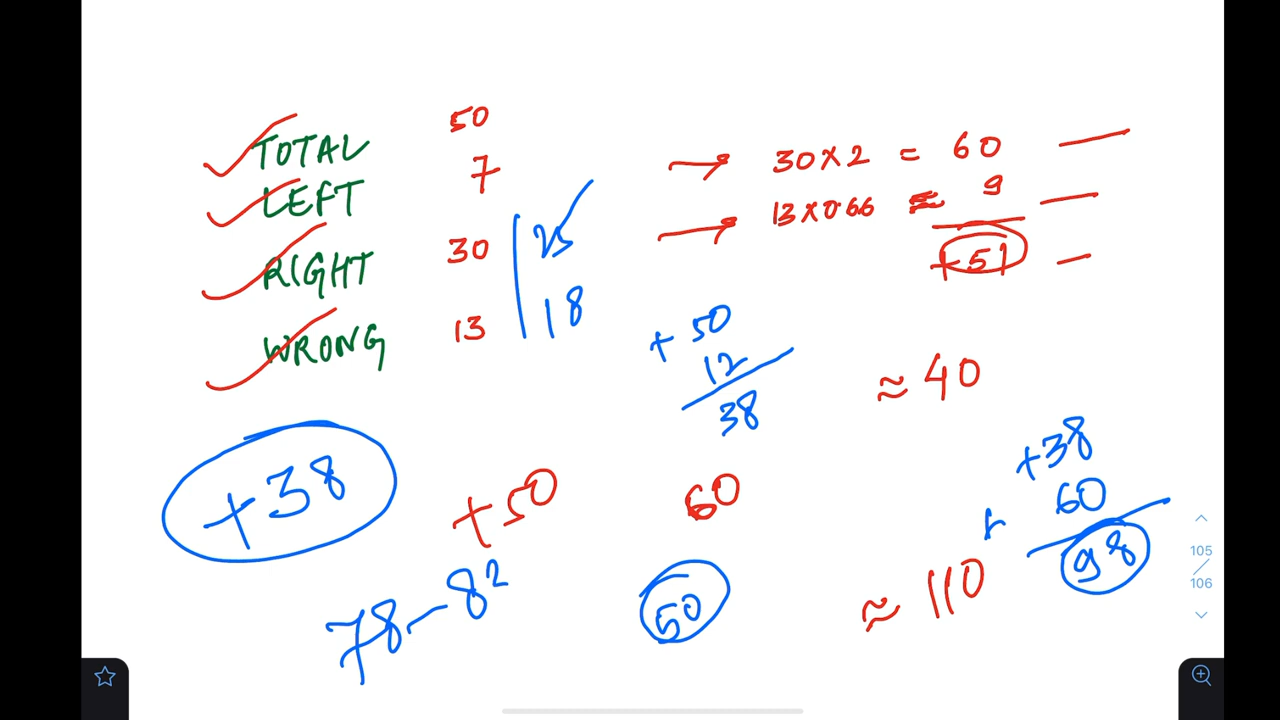 TOTAL 50
LEFT 7
RIGHT 30 25
WRONG 13 18
→ 30×2 = 60
→ 13×0.66 ≈ 9
+51
+50
12
38
≈ 40
+38
+50
60
+38
60
98
78-82
50
≈ 110
105
106